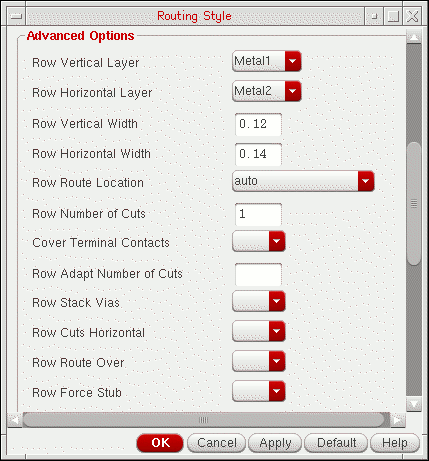 Routing Style
Advanced Options
Row Vertical Layer Metal1
Row Horizontal Layer Metal2
Row Vertical Width 0.12
Row Horizontal Width 0.14
Row Route Location auto
Row Number of Cuts 1
Cover Terminal Contacts
Row Adapt Number of Cuts
Row Stack Vias
Row Cuts Horizontal
Row Route Over
Row Force Stub
OK Cancel Apply Default Help